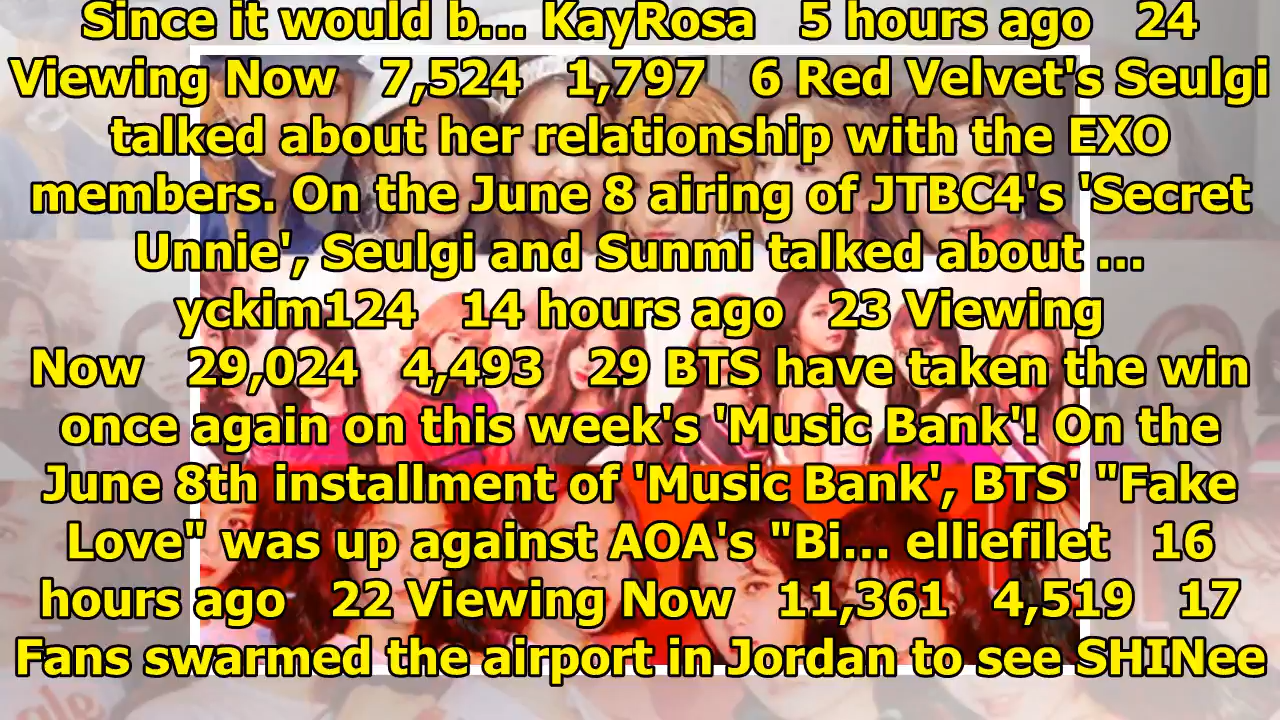 Since it would b... KayRosa 5 hours ago 24
Viewing Now 7,524 1,797 6 Red Velvet's Seulgi
talked about her relationship with the EXO
members. On the June 8 airing of JTBC4's 'Secret
Unnie', Seulgi and Sunmi talked about ...
yckim124 14 hours ago 23 Viewing
Now 29,024 4,493 29 BTS have taken the win
once again on this week's 'Music Bank'! On the
June 8th installment of 'Music Bank', BTS' "Fake
Love" was up against AOA's "Bi... elliefilet 16
hours ago 22 Viewing Now 11,361 4,519 17
Fans swarmed the airport in Jordan to see SHINee